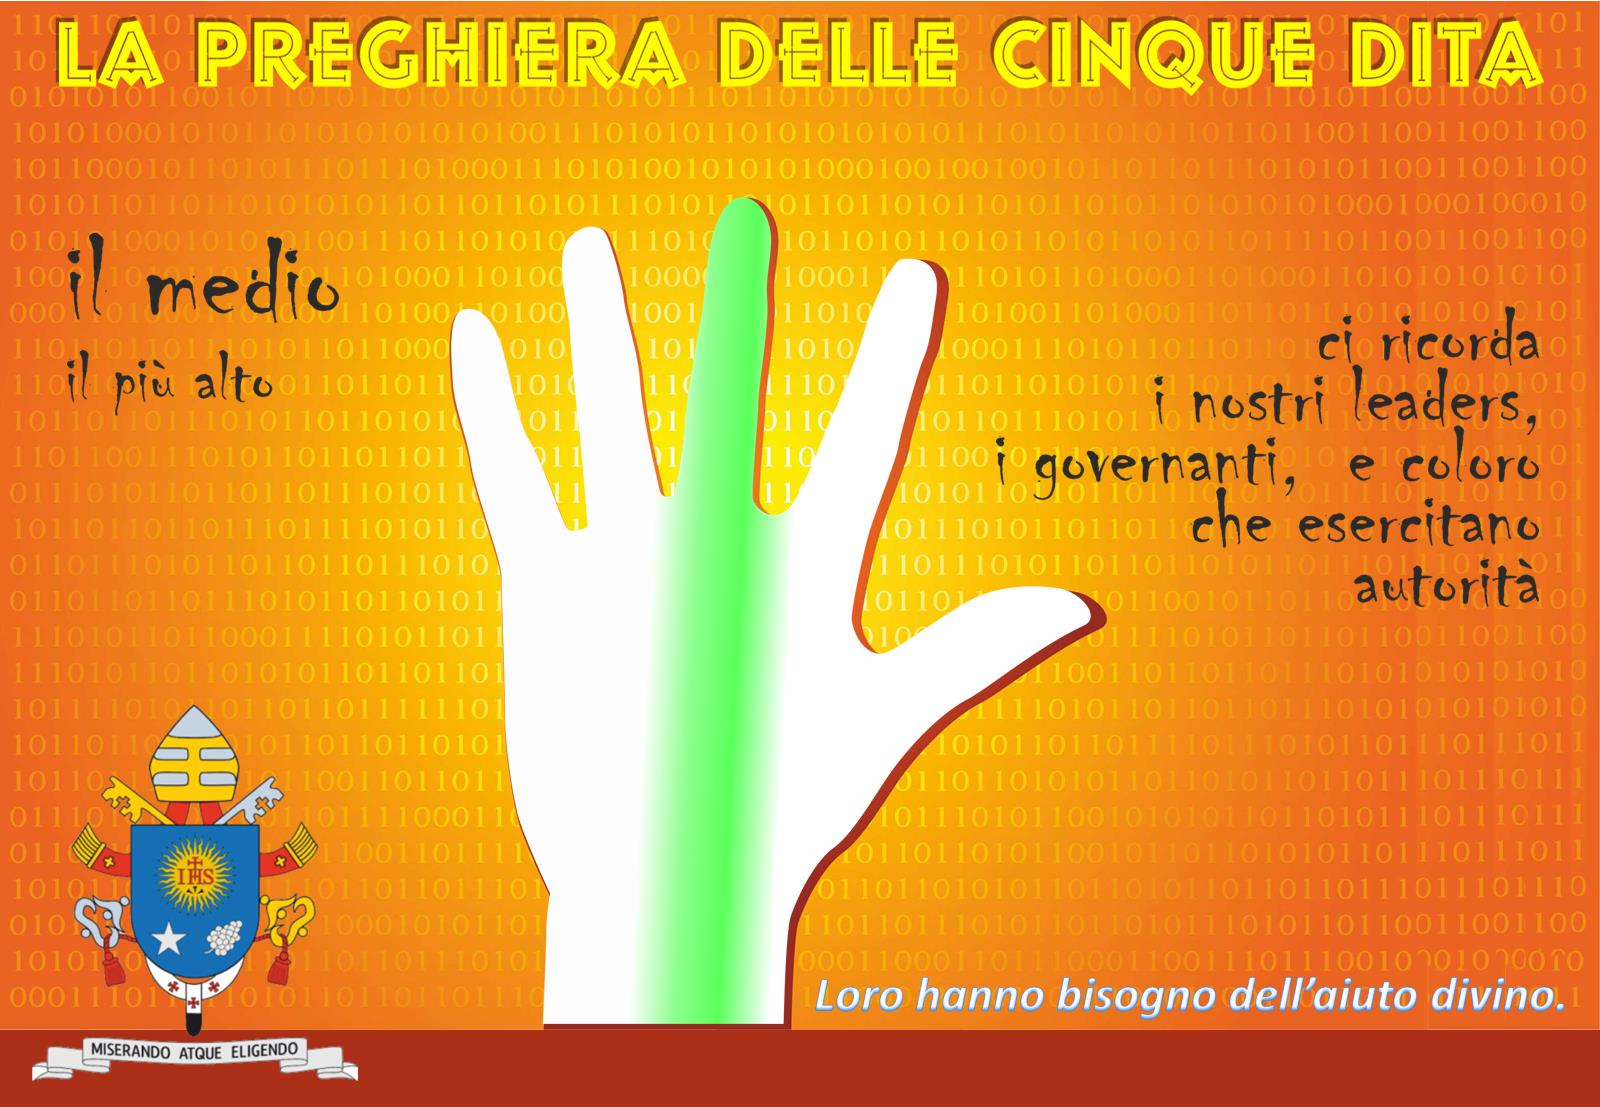 LA PREGHIERA DELLE CINQUE DITA
il medio
il più alto
ci ricorda
i nostri leaders,
i governanti, e coloro
che esercitano
autorità
IHS
Loro hanno bisogno dell'aiuto divino.
MISERANDO ATQUE ELIGENDO